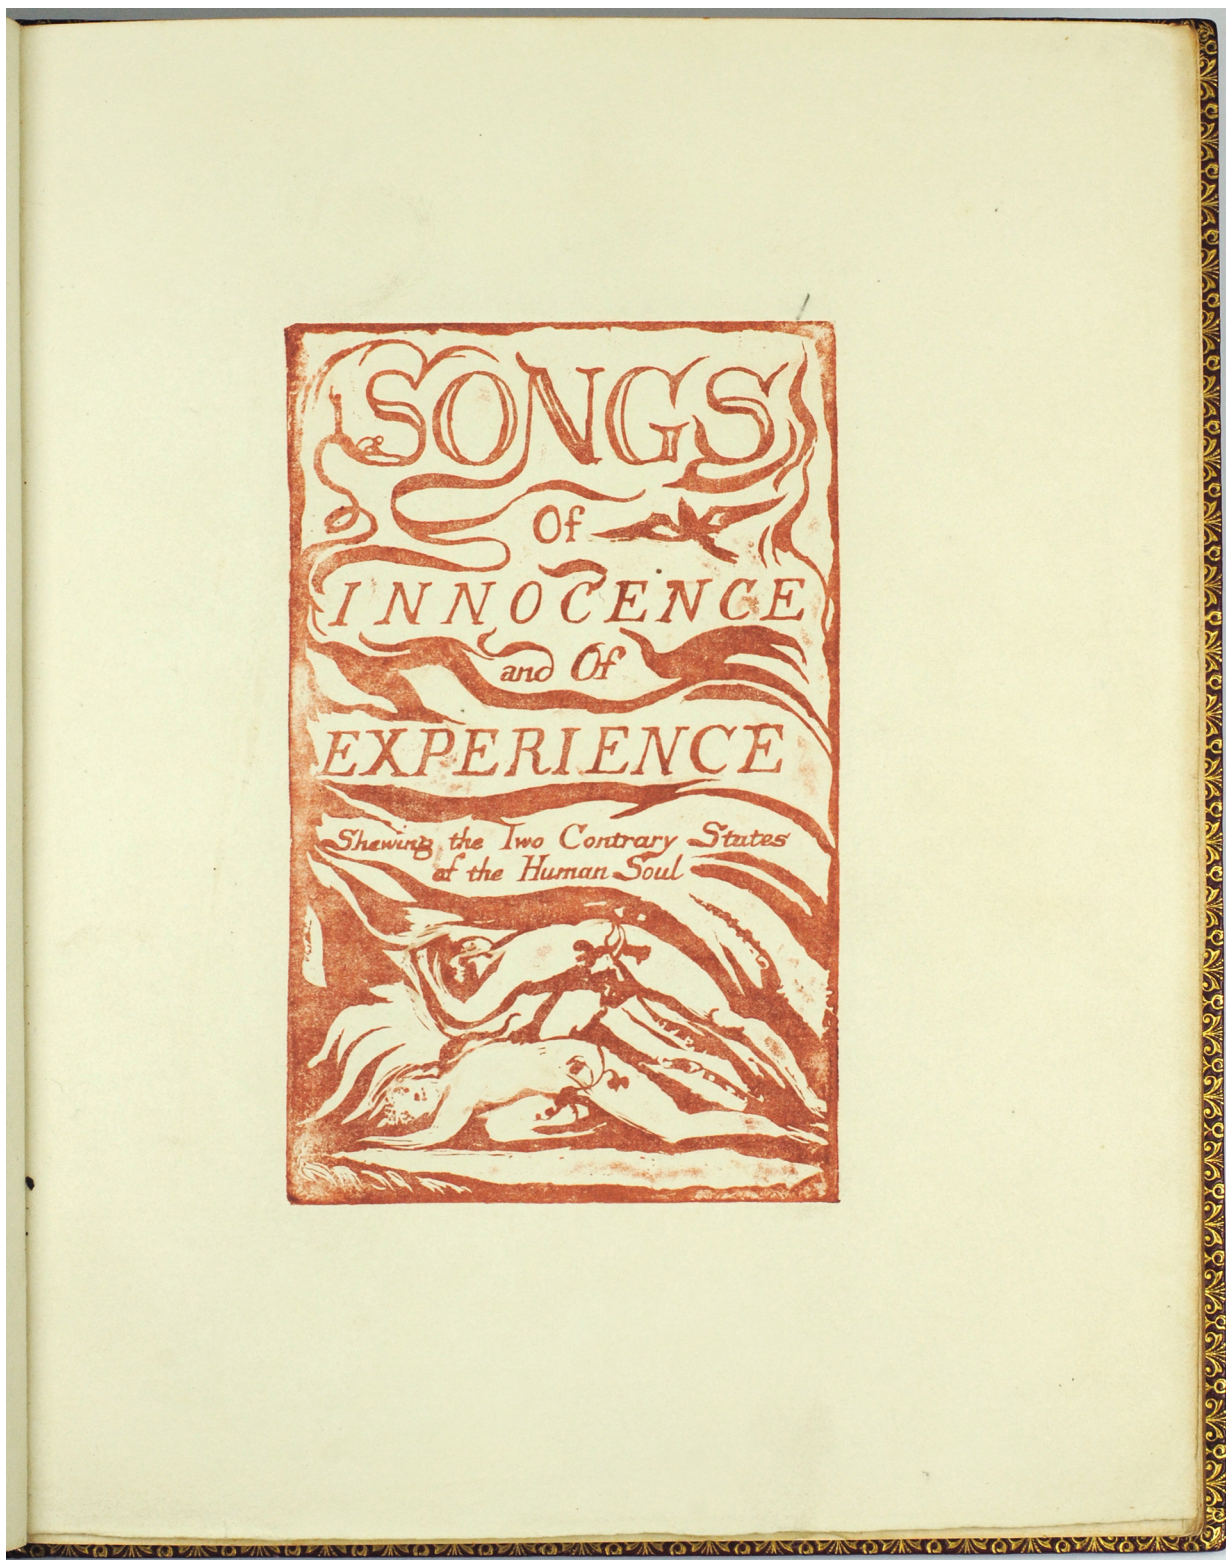 SONGS
Of
INNOCENCE
and Of
EXPERIENCE
Shewing the Two Contrary States
of the Human Soul